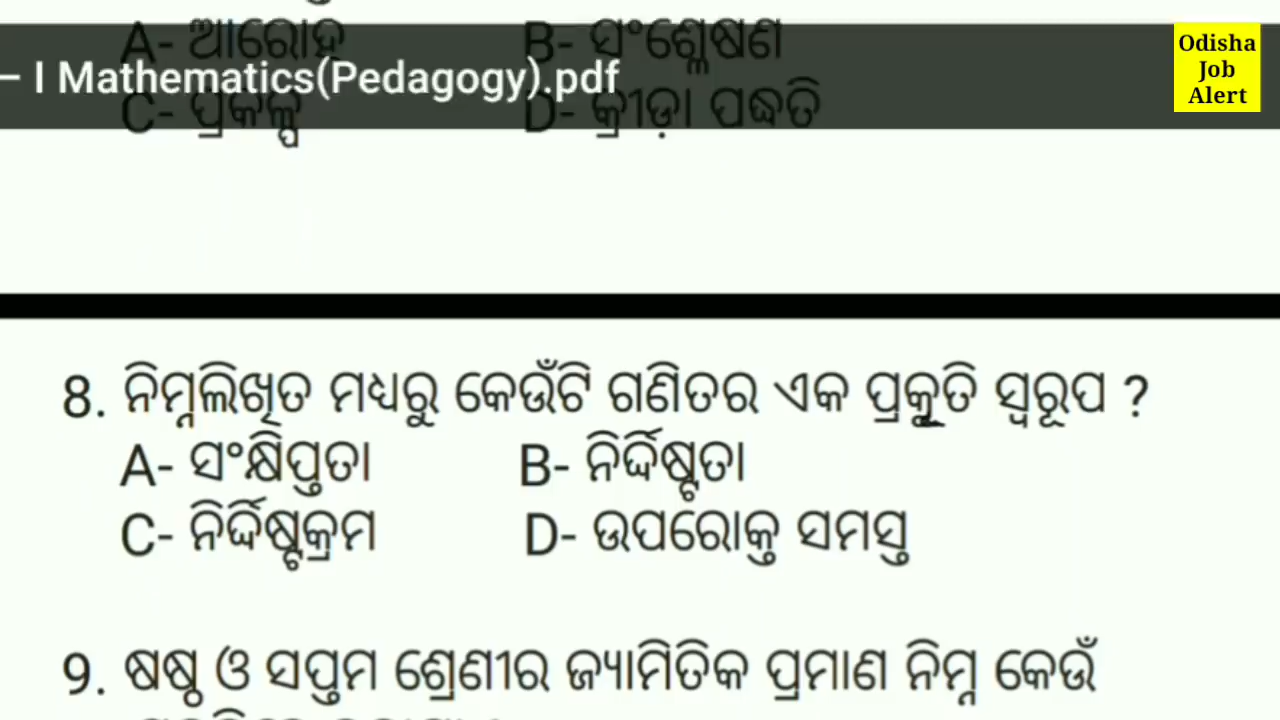 A- ଆରୋହ B- ସଂଶ୍ଳେଷଣ
– I Mathematics(Pedagogy).pdf
C- ପ୍ରକଳ୍ପ D- କ୍ରୀଡ଼ା ପଦ୍ଧତି
Odisha
Job
Alert
8. ନିମ୍ନଲିଖିତ ମଧ୍ୟରୁ କେଉଁଟି ଗଣିତର ଏକ ପ୍ରକୃତି ସ୍ୱରୂପ ?
A- ସଂକ୍ଷିପ୍ତତା B- ନିର୍ଦ୍ଦିଷ୍ଟତା
C- ନିର୍ଦ୍ଦିଷ୍ଟକ୍ରମ D- ଉପରୋକ୍ତ ସମସ୍ତ
9. ଷଷ୍ଠ ଓ ସପ୍ତମ ଶ୍ରେଣୀର ଜ୍ୟାମିତିକ ପ୍ରମାଣ ନିମ୍ନ କେଉଁ